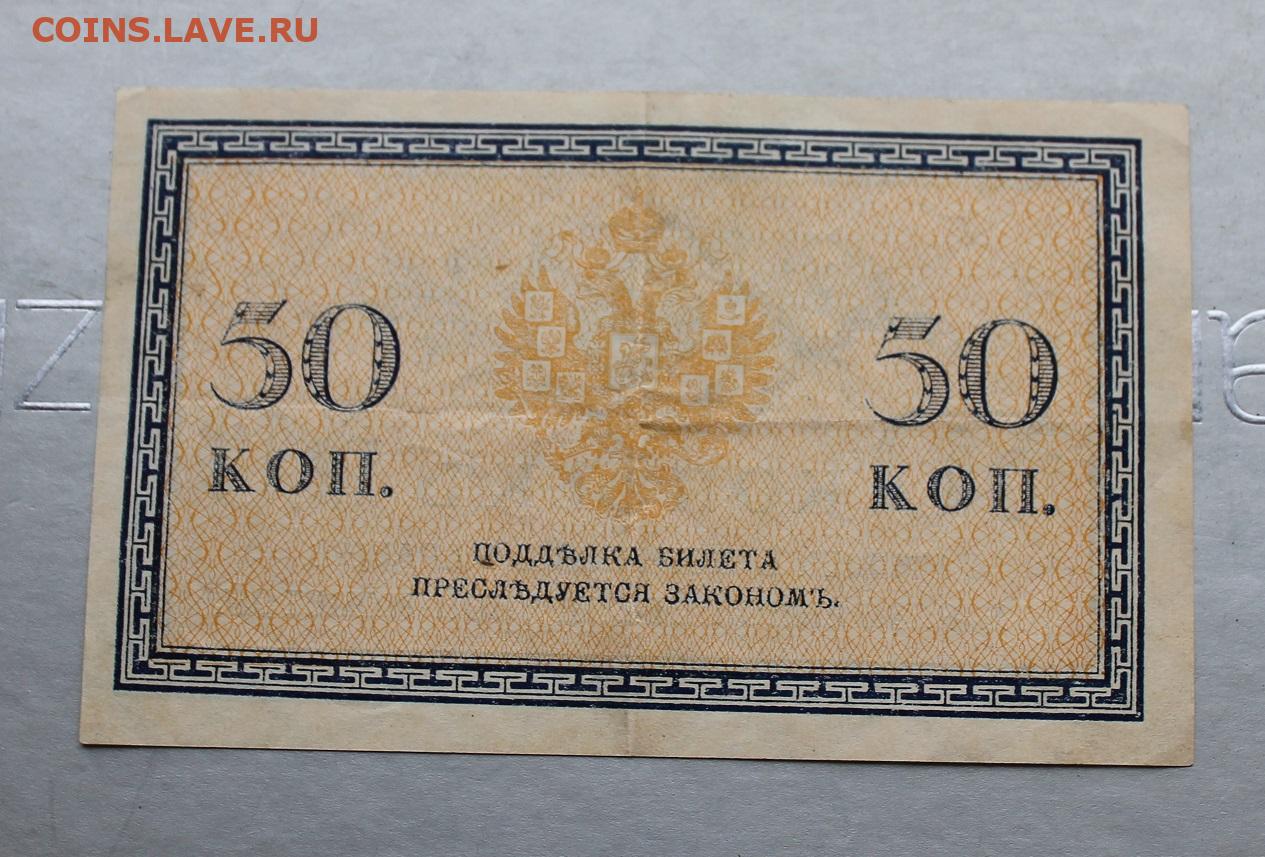 COINS.LAVE.RU
50 50
КОП. КОП.
ПОДДѢЛКА БИЛЕТА
ПРЕСЛѢДУЕТСЯ ЗАКОНОМЪ.